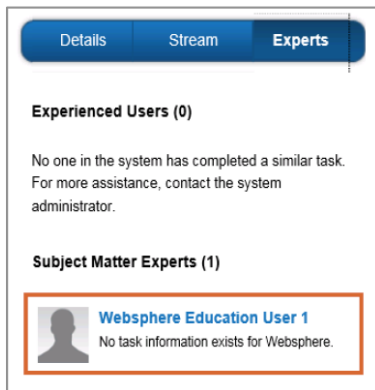 Details Stream Experts
Experienced Users (0)
No one in the system has completed a similar task.
For more assistance, contact the system
administrator.
Subject Matter Experts (1)
Websphere Education User 1
No task information exists for Websphere.